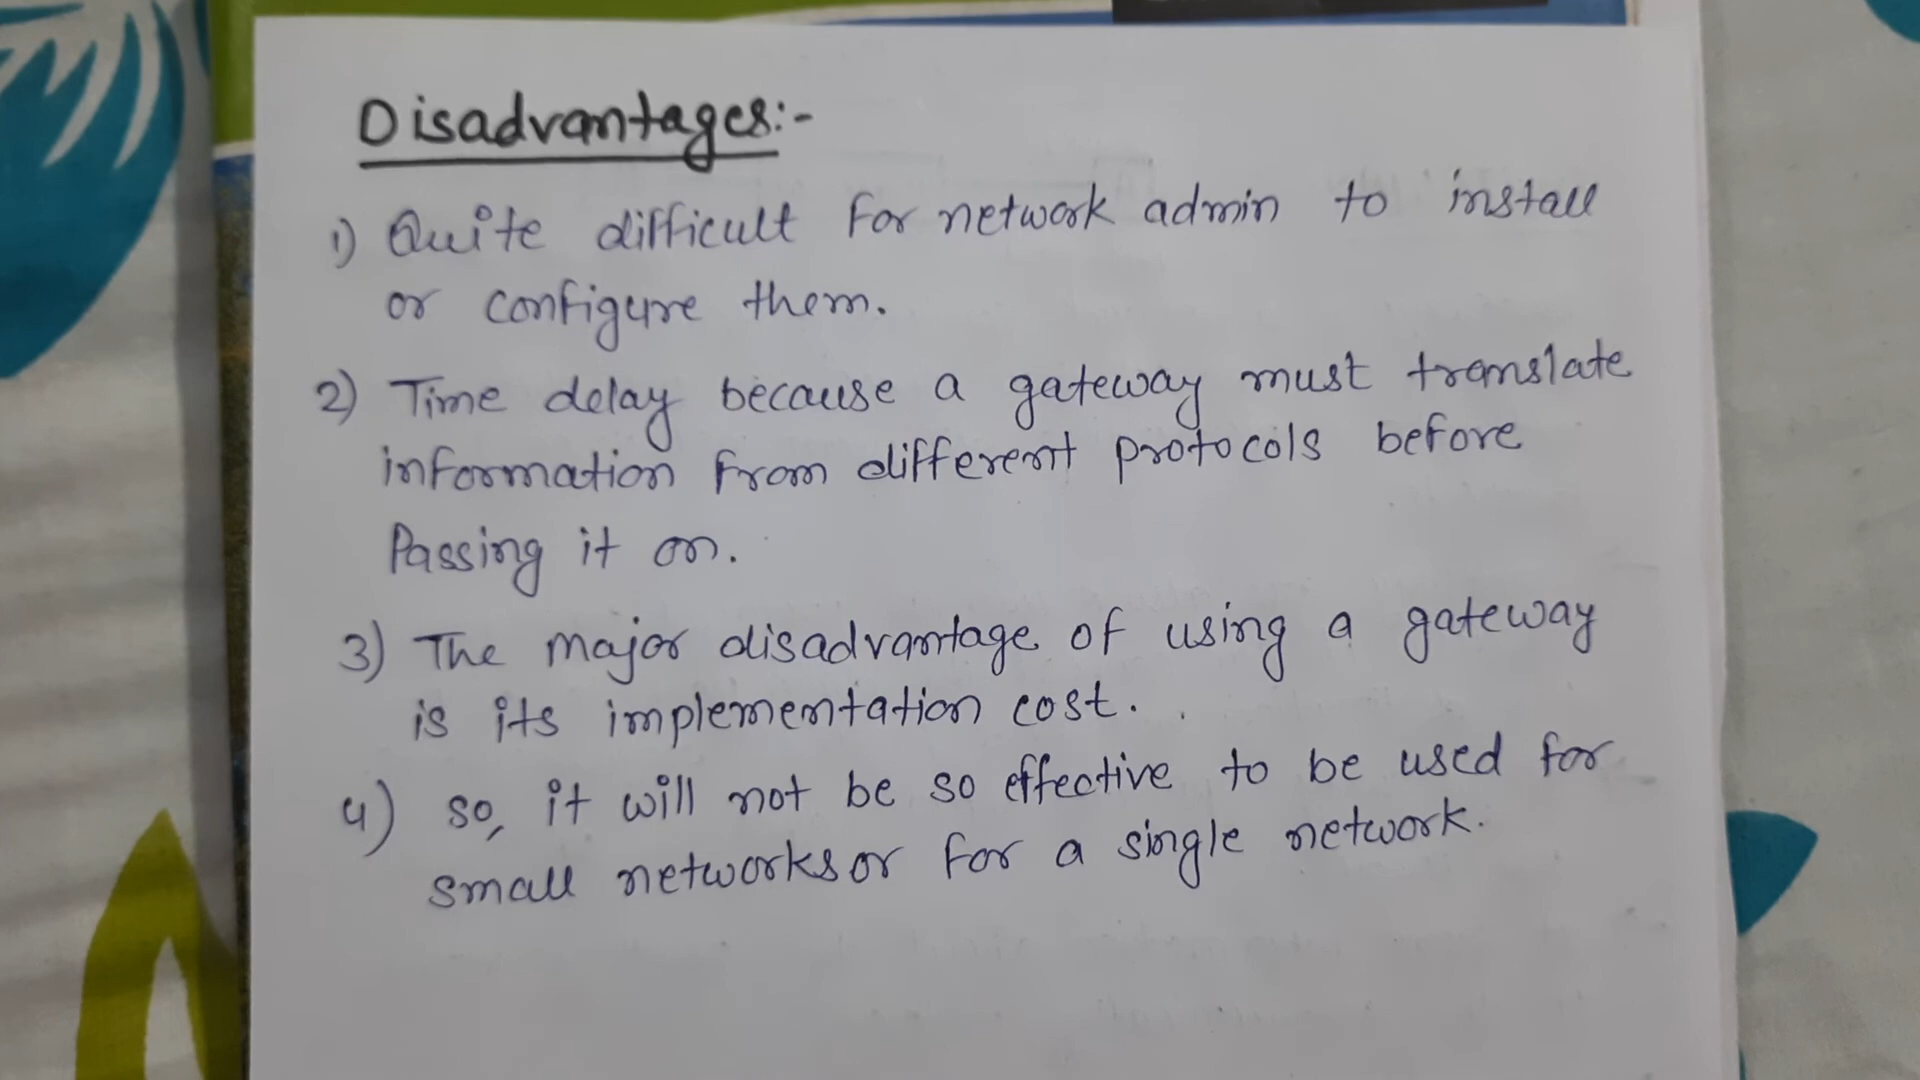 Disadvantages:-
1) Quite difficult for network admin to install
or configure them.
2) Time delay because a gateway must translate
information from different protocols before
Passing it on.
3) The major disadvantage of using a gateway
is its implementation cost.
4) so, it will not be so effective to be used for
small networks or for a single network.